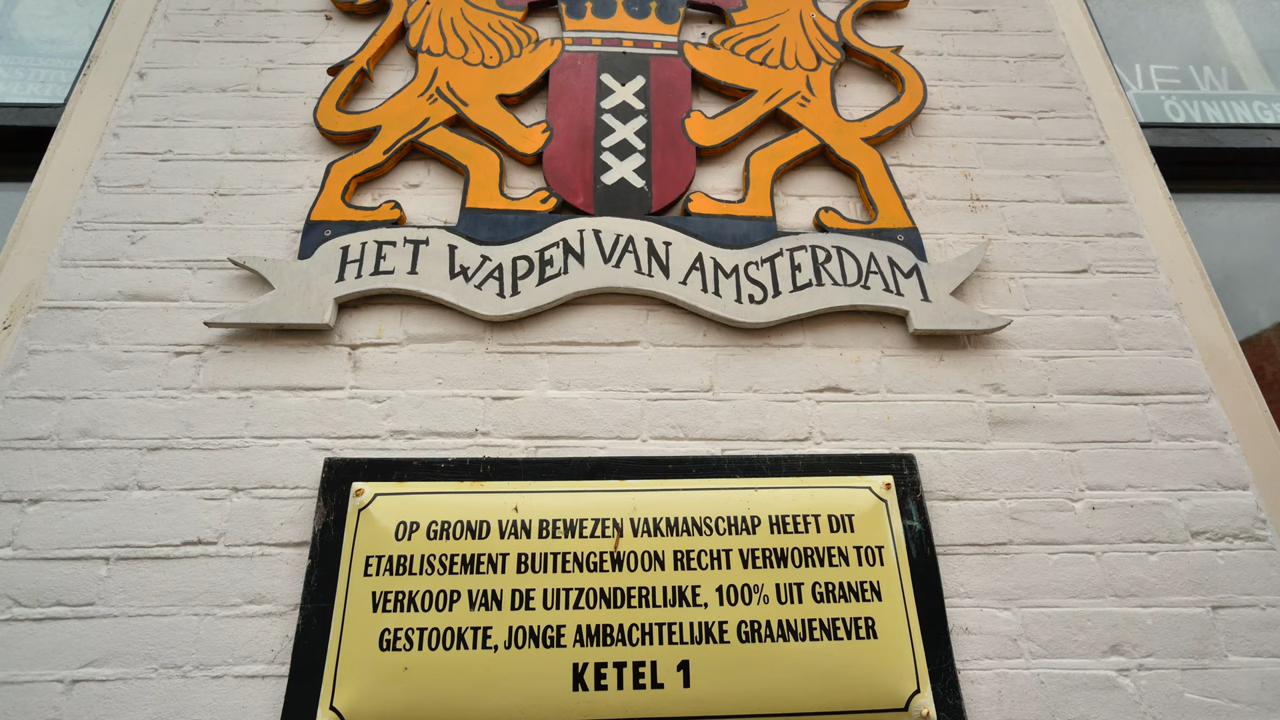 HET WAPEN VAN AMSTERDAM
OP GROND VAN BEWEZEN VAKMANSCHAP HEEFT DIT
ETABLISSEMENT BUITENGEWOON RECHT VERWORVEN TOT
VERKOOP VAN DE UITZONDERLIJKE, 100% UIT GRANEN
GESTOOKTE, JONGE AMBACHTELIJKE GRAANJENEVER
KETEL 1